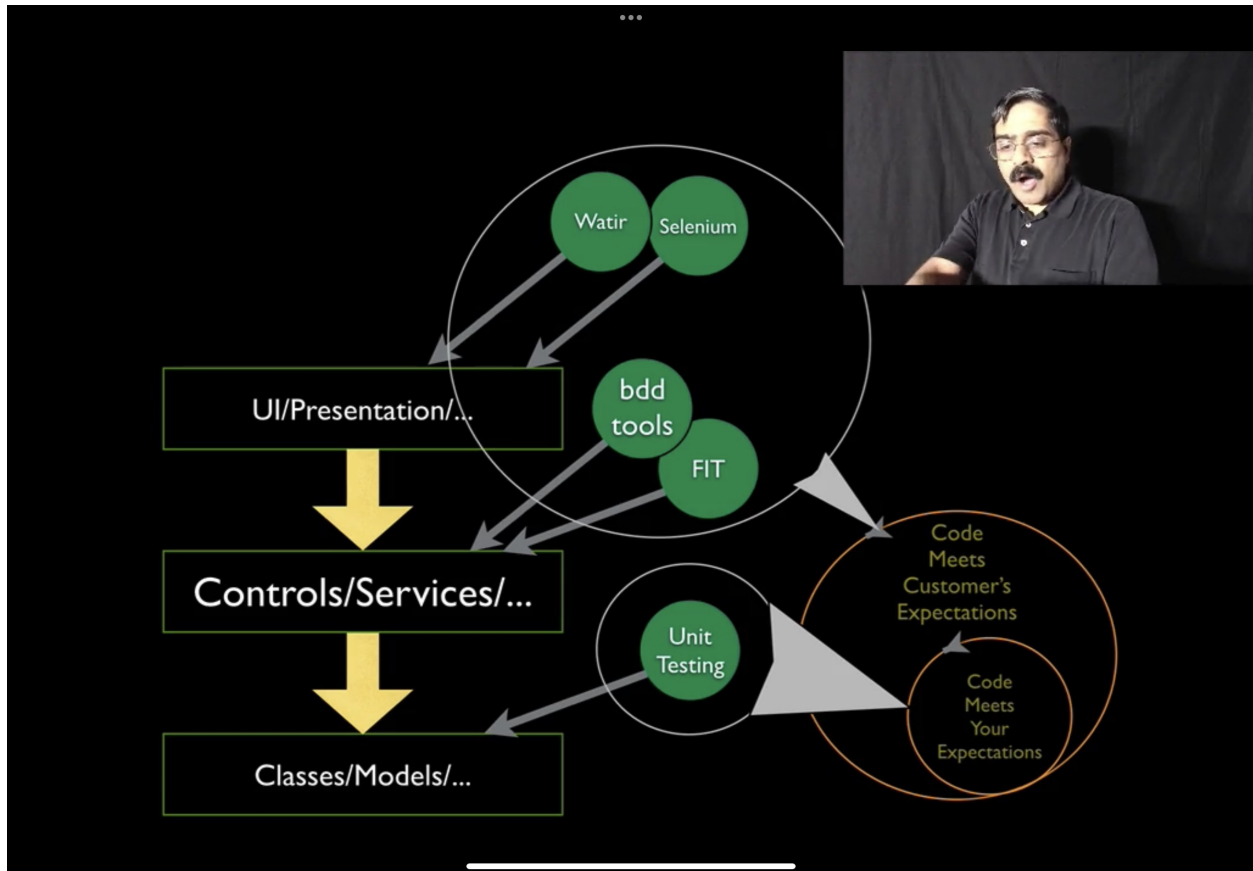 Watir
Selenium
UI/Presentation/...
bdd
tools
FIT
Controls/Services/...
Code
Meets
Customer's
Expectations
Unit
Testing
Code
Meets
Your
Expectations
Classes/Models/...